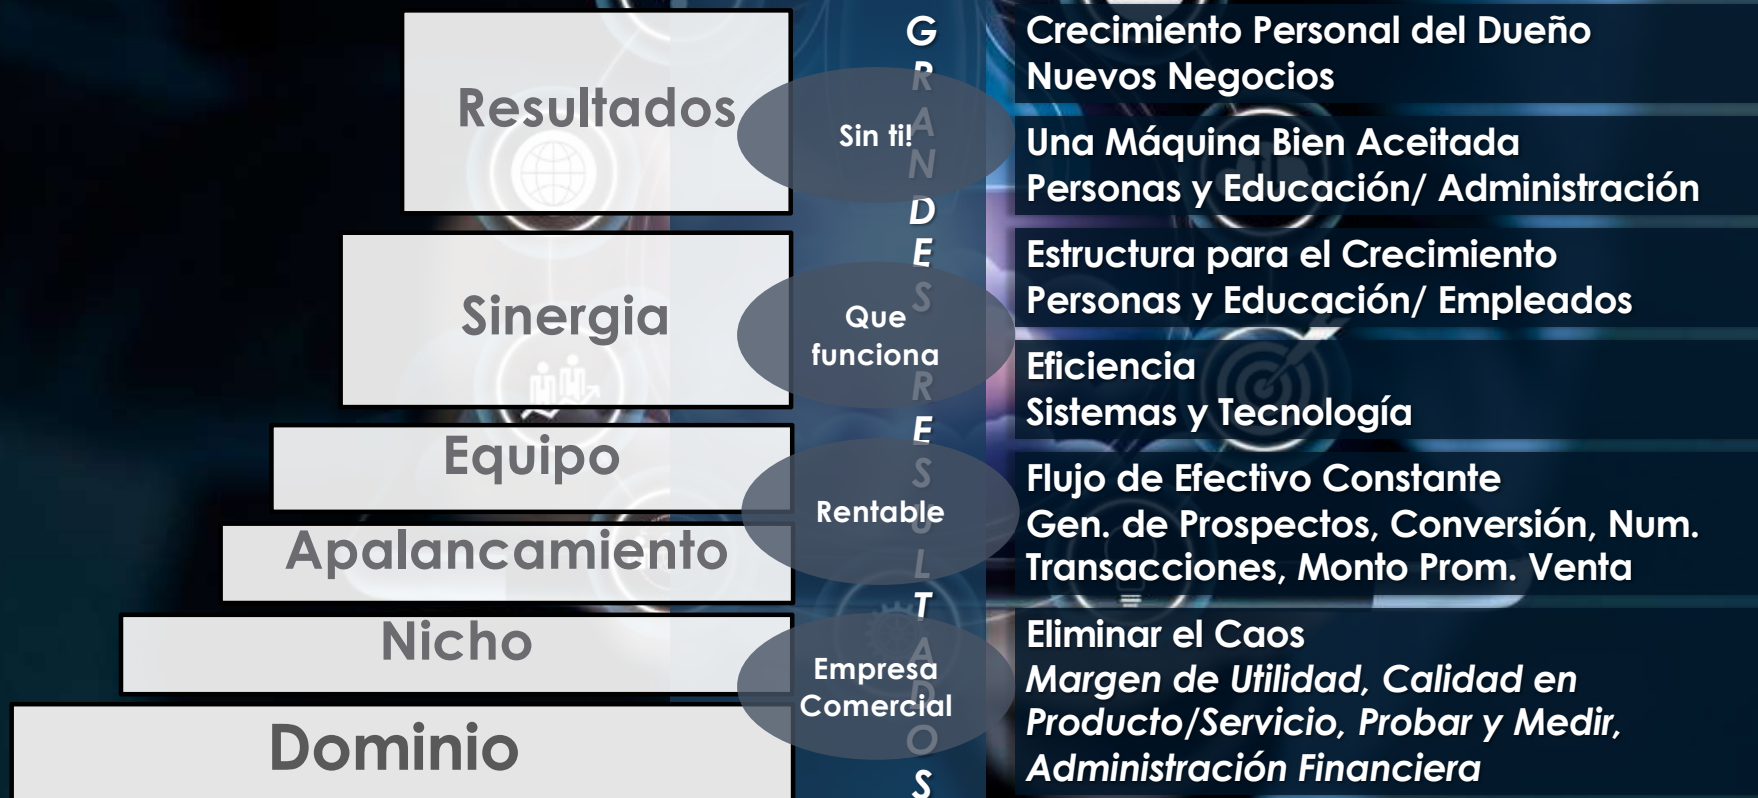 Resultados
Sinergia
Equipo
Apalancamiento
Nicho
Dominio
Sin ti!
Que
funciona
Rentable
Empresa
Comercial
G
R
A
N
D
E
S
R
E
S
U
L
T
A
D
O
S
Crecimiento Personal del Dueño
Nuevos Negocios
Una Máquina Bien Aceitada
Personas y Educación/ Administración
Estructura para el Crecimiento
Personas y Educación/ Empleados
Eficiencia
Sistemas y Tecnología
Flujo de Efectivo Constante
Gen. de Prospectos, Conversión, Num.
Transacciones, Monto Prom. Venta
Eliminar el Caos
Margen de Utilidad, Calidad en
Producto/Servicio, Probar y Medir,
Administración Financiera